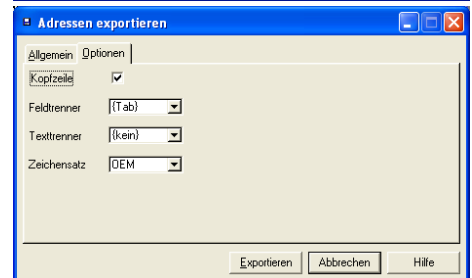 Adressen exportieren
Allgemein Optionen
Kopfzeile
Feldtrenner {Tab}
Texttrenner {kein}
Zeichensatz OEM
Exportieren Abbrechen Hilfe